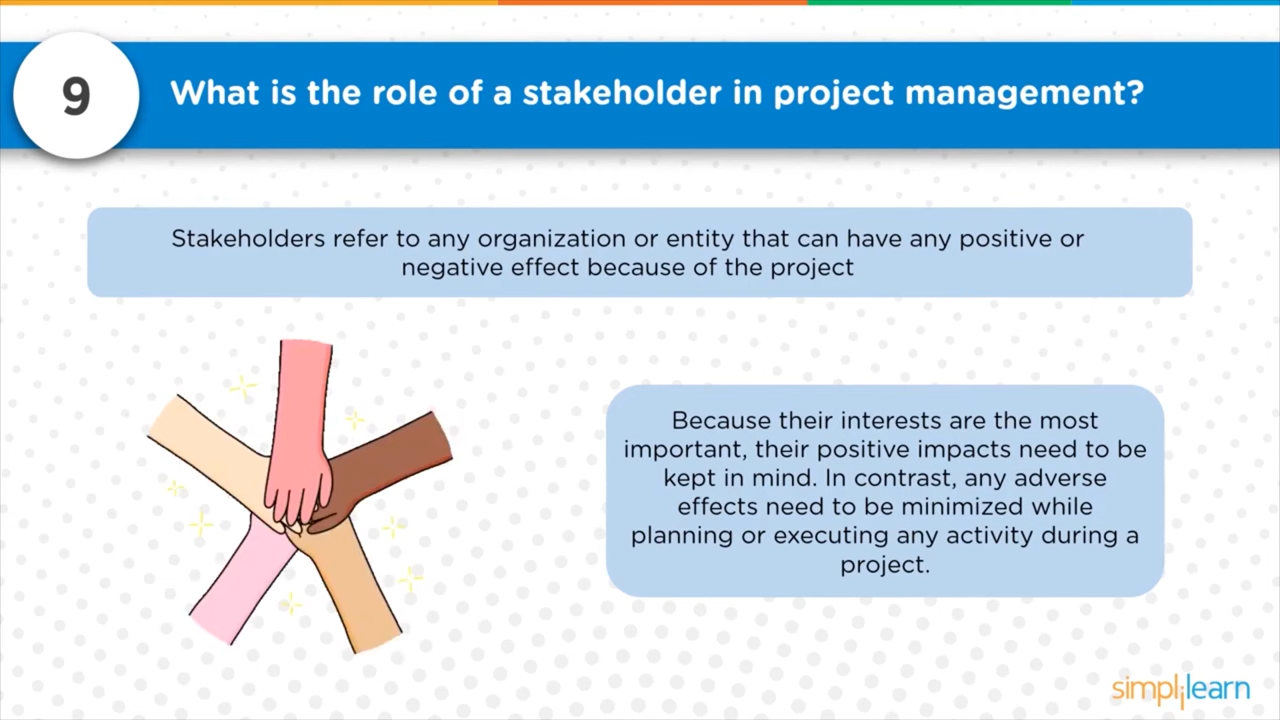 9
What is the role of a stakeholder in project management?
Stakeholders refer to any organization or entity that can have any positive or
negative effect because of the project
Because their interests are the most
important, their positive impacts need to be
kept in mind. In contrast, any adverse
effects need to be minimized while
planning or executing any activity during a
project.
simplilearn